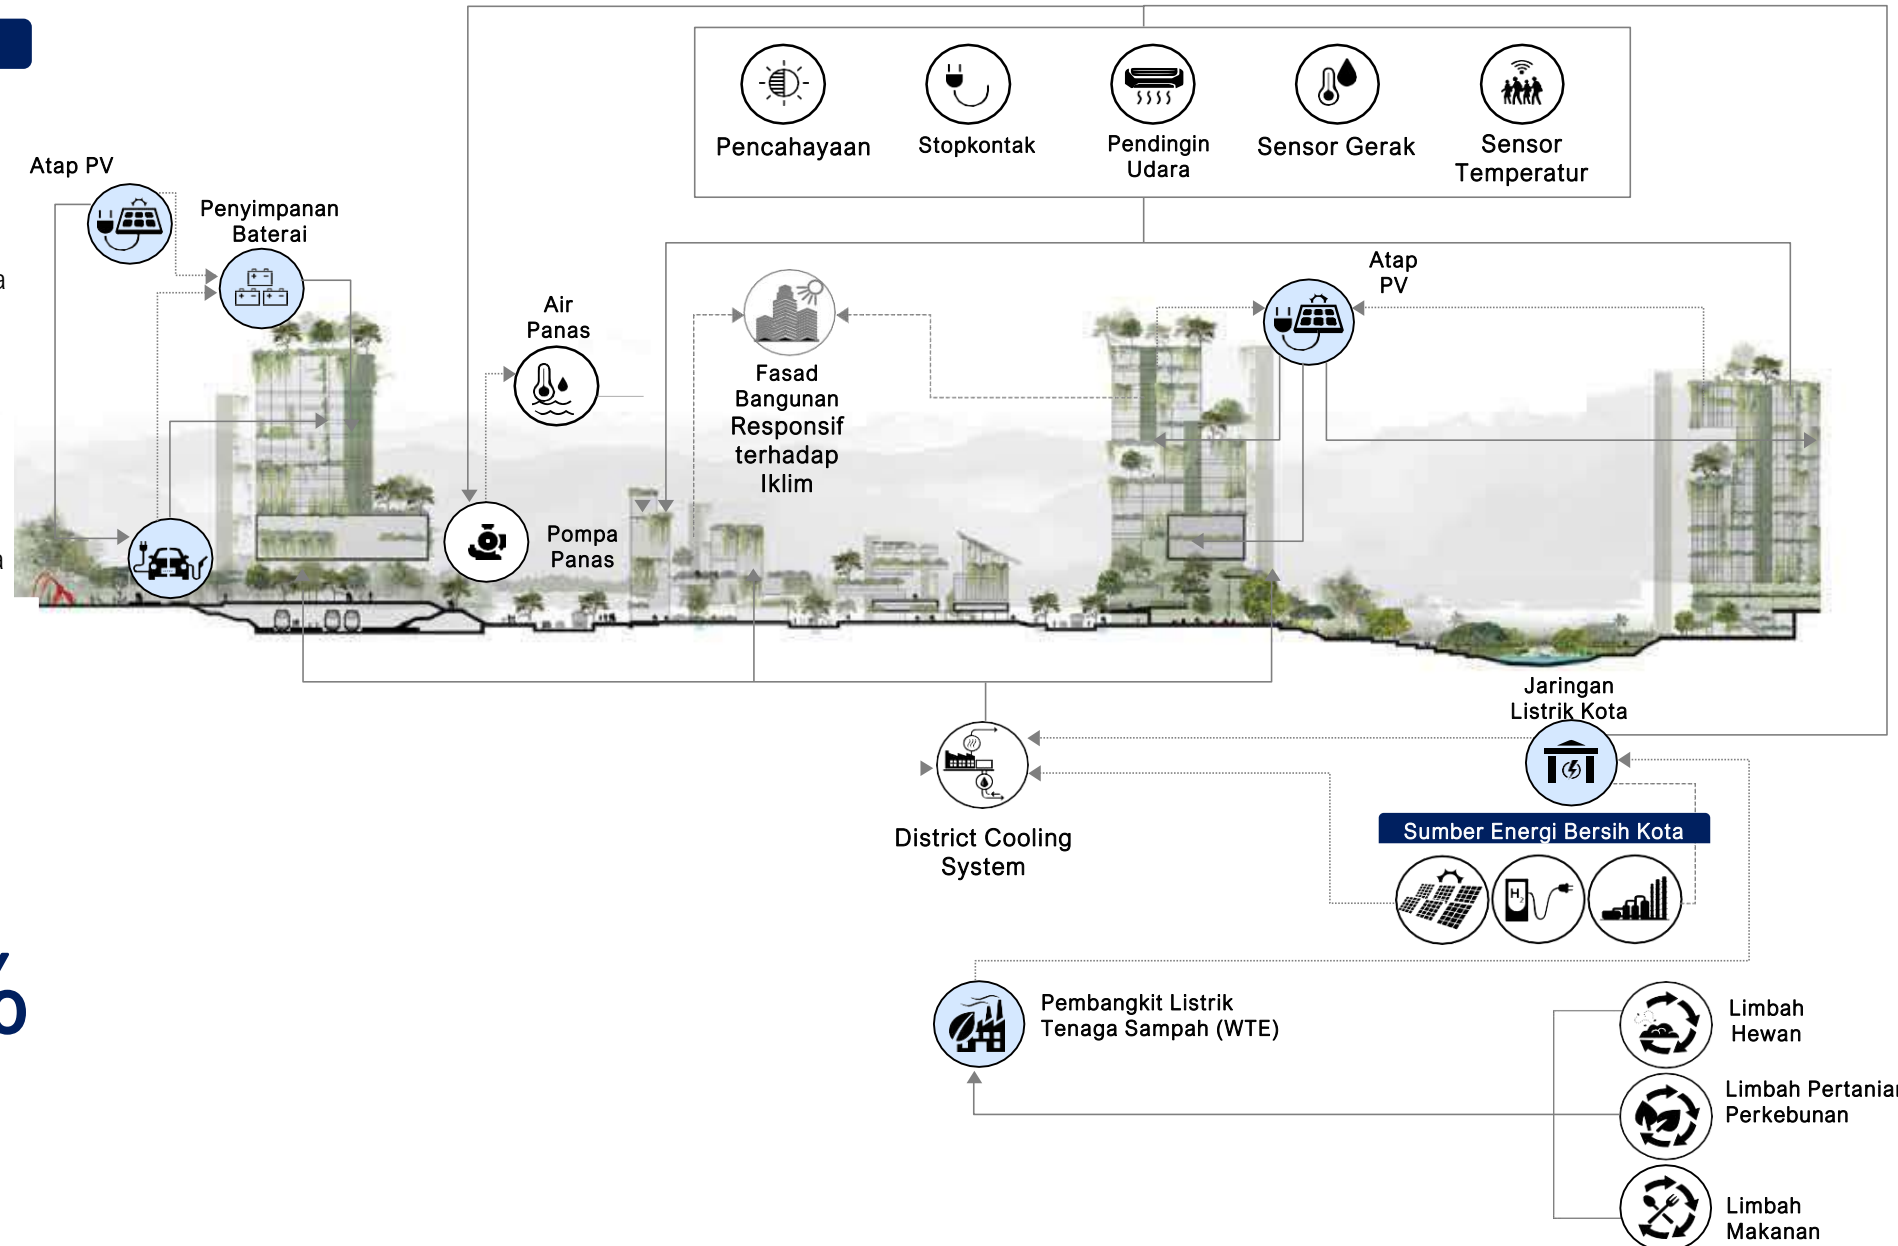 Pencahayaan
Stopkontak
Pendingin
Udara
Sensor Gerak
Sensor
Temperatur
Atap PV
Penyimpanan
Baterai
a
Air
Panas
Atap
PV
Fasad
Bangunan
Responsif
terhadap
Iklim
Pompa
Panas
a
Jaringan
Listrik Kota
District Cooling
System
Sumber Energi Bersih Kota
H2
%
Pembangkit Listrik
Tenaga Sampah (WTE)
Limbah
Hewan
Limbah Pertanian
Perkebunan
Limbah
Makanan